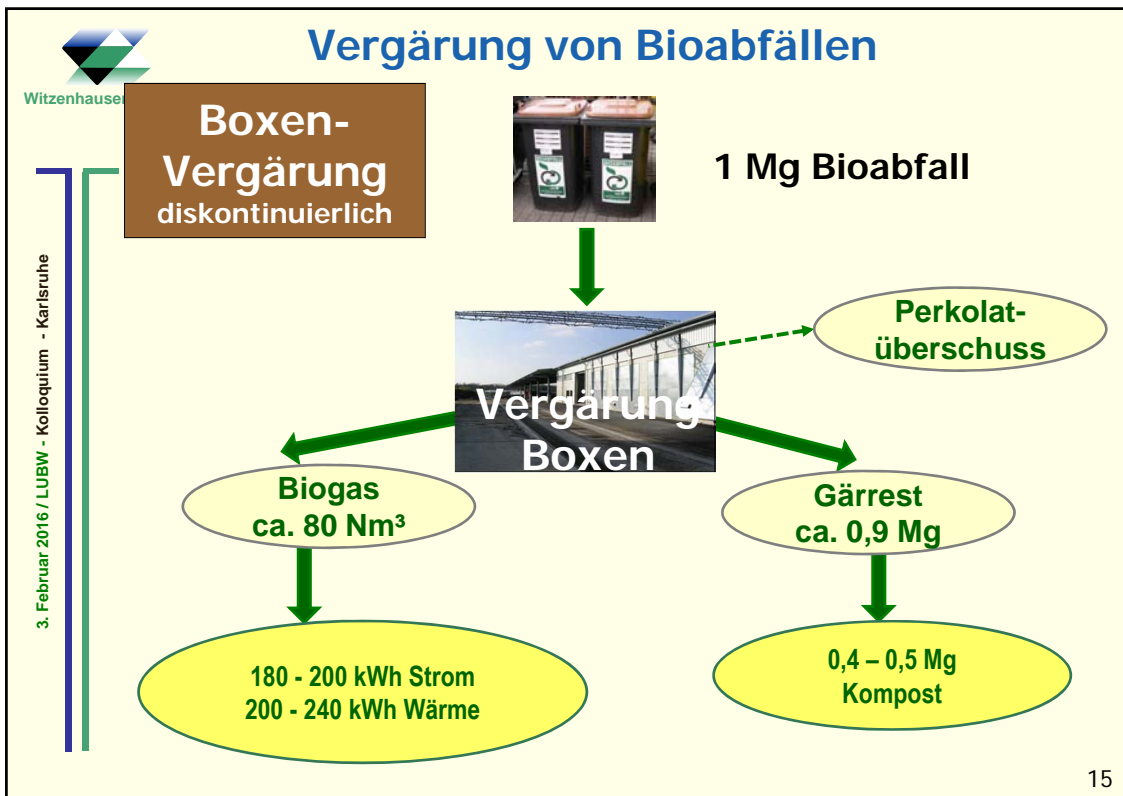 Vergärung von Bioabfällen
Witzenhausen
Boxen-
Vergärung
diskontinuierlich
1 Mg Bioabfall
3. Februar 2016 / LUBW - Kolloquium - Karlsruhe
Perkolat-
überschuss
Vergärung
Boxen
Biogas
ca. 80 Nm³
Gärrest
ca. 0,9 Mg
180 - 200 kWh Strom
200 - 240 kWh Wärme
0,4 – 0,5 Mg
Kompost
15